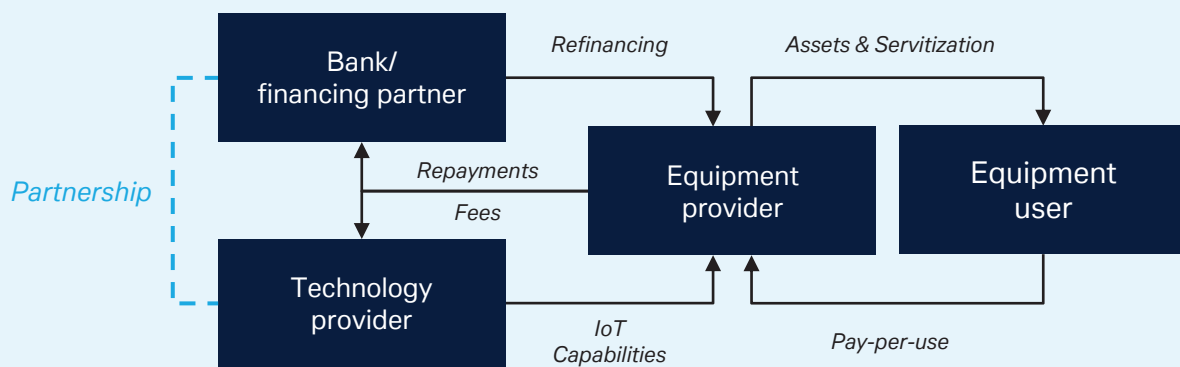 Refinancing
Assets & Servitization
Bank/
financing partner
Partnership
Repayments
Fees
Equipment
provider
Equipment
user
Technology
provider
IoT
Capabilities
Pay-per-use